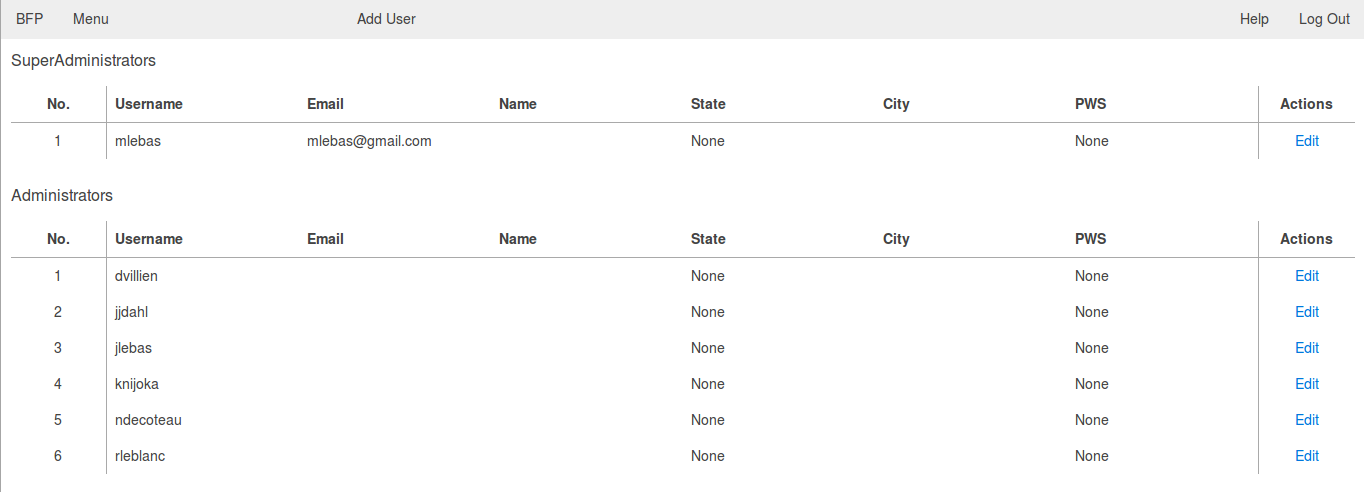 BFP Menu Add User Help Log Out
SuperAdministrators
No. Username Email Name State City PWS Actions
1 mlebas mlebas@gmail.com None None Edit
Administrators
No. Username Email Name State City PWS Actions
1 dvillien None None Edit
2 jjdahl None None Edit
3 jlebas None None Edit
4 knijoka None None Edit
5 ndecoteau None None Edit
6 rleblanc None None Edit